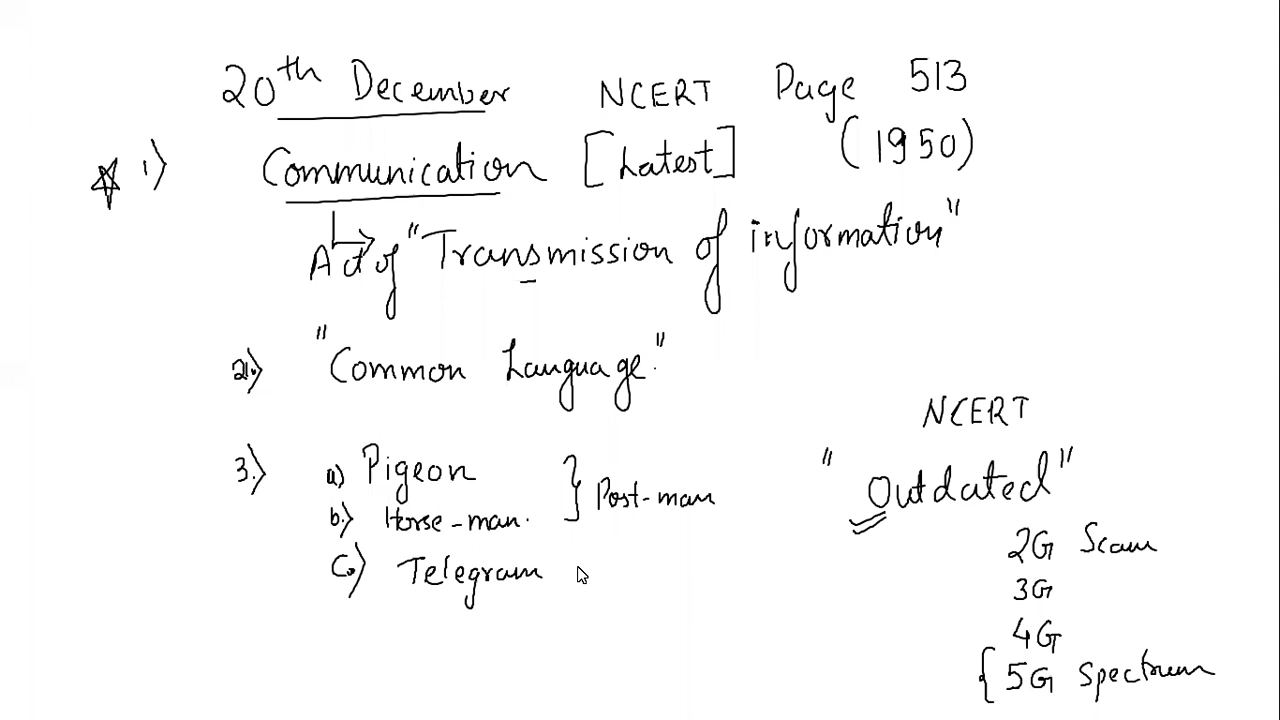 20th December NCERT Page 513
1) Communication [Latest] (1950)
Act of "Transmission of information"
2.) "Common Language"
NCERT
3.) a) Pigeon
"Outdated"
b.) Horse-man. } Post-man
c.) Telegram
2G Scam
3G
4G
{ 5G Spectrum